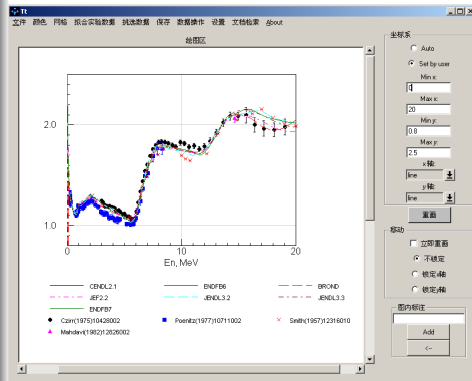 Tt
文件 颜色 网格 拟合实验数据 挑选数据 保存 数据操作 设置 文档检索 About
绘图区
2.0
1.0
0 10 20
En, MeV
CENDL2.1 ENDFB6 BROND
JEF2.2 JENDL3.2 JENDL3.3
ENDFB7
Czirr(1975)10428002 Poenitz(1977)10711002 Smith(1957)12316010
Mahdavi(1982)12826002
坐标系
Auto
Set by user
Min x:
0
Max x:
20
Min y:
0.8
Max y:
2.5
x轴:
line
y轴:
line
重画
移动
立即重画
不锁定
锁定x轴
锁定y轴
图内标注
Add
<--